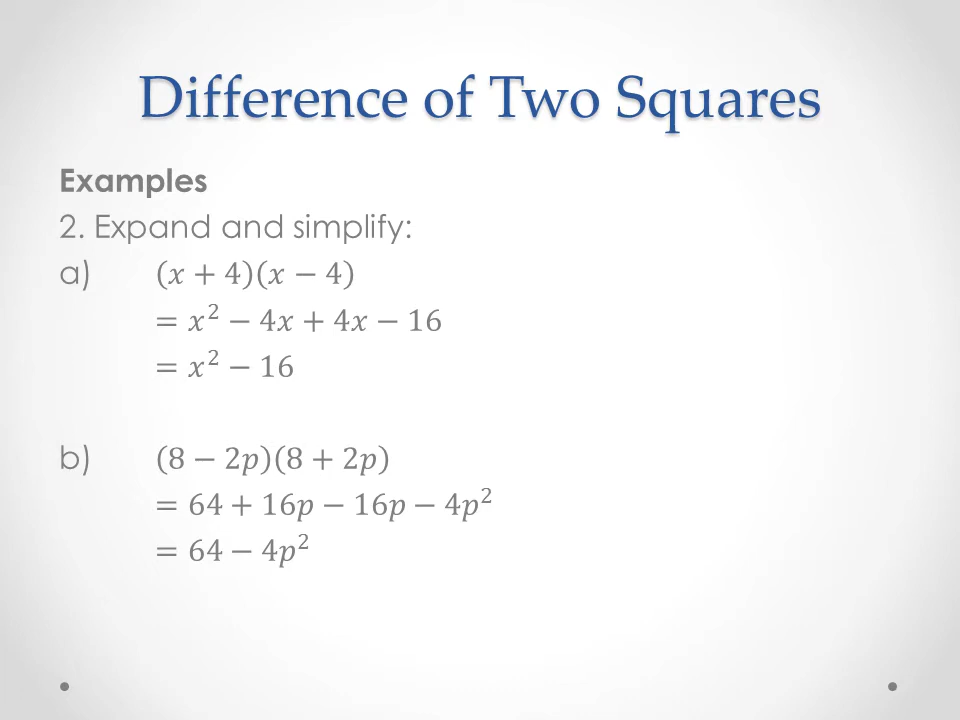 Difference of Two Squares
Examples
2. Expand and simplify:
a) (𝑥 + 4)(𝑥 − 4)
= 𝑥² − 4𝑥 + 4𝑥 − 16
= 𝑥² − 16
b) (8 − 2𝑝)(8 + 2𝑝)
= 64 + 16𝑝 − 16𝑝 − 4𝑝²
= 64 − 4𝑝²